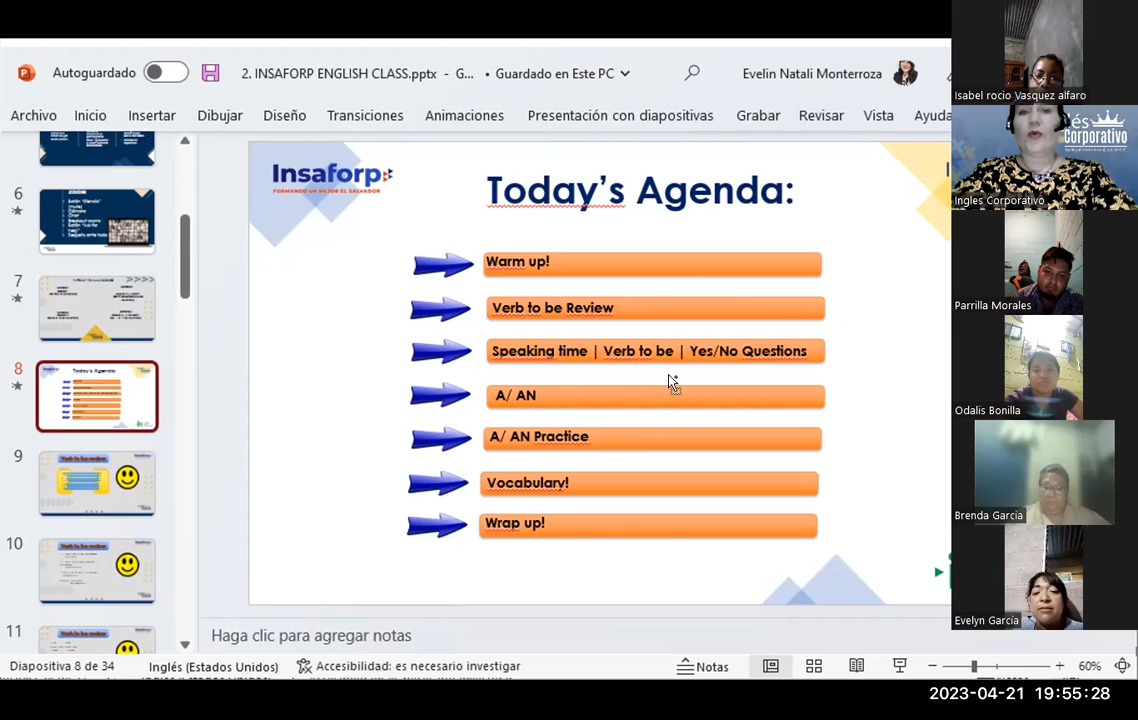 Autoguardado
2. INSAFORP ENGLISH CLASS.pptx - G... • Guardado en Este PC
Evelin Natali Monterroza
Archivo Inicio Insertar Dibujar Diseño Transiciones Animaciones Presentación con diapositivas Grabar Revisar Vista Ayuda
6
7
8
9
10
11
Insaforp
FORMANDO UN MEJOR EL SALVADOR
Today's Agenda:
Warm up!
Verb to be Review
Speaking time | Verb to be | Yes/No Questions
A/ AN
A/ AN Practice
Vocabulary!
Wrap up!
Haga clic para agregar notas
Diapositiva 8 de 34
Inglés (Estados Unidos)
Accesibilidad: es necesario investigar
Notas
60%
Isabel rocio Vasquez alfaro
és
Corporativo
Ingles Corporativo
Parrilla Morales
Odalis Bonilla
Brenda García
Evelyn García
2023-04-21 19:55:28